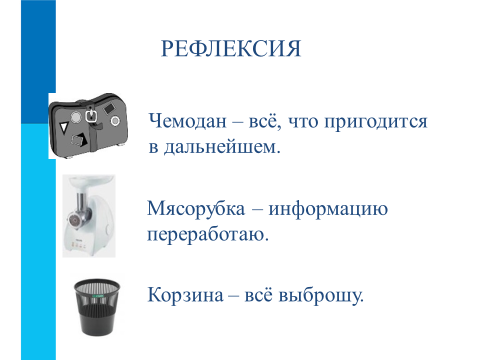 РЕФЛЕКСИЯ
Чемодан – всё, что пригодится
в дальнейшем.
Мясорубка – информацию
переработаю.
Корзина – всё выброшу.